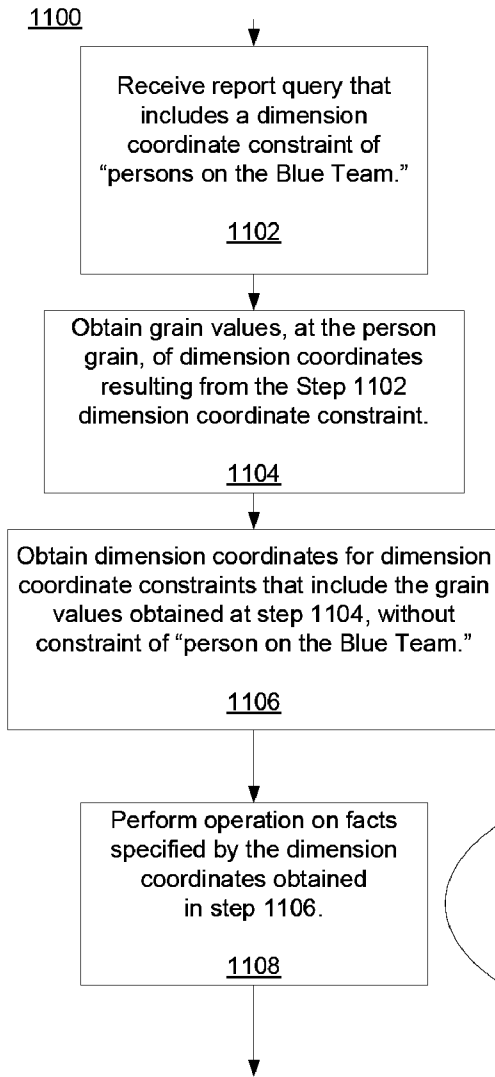 1100
Receive report query that
includes a dimension
coordinate constraint of
“persons on the Blue Team.”
1102
Obtain grain values, at the person
grain, of dimension coordinates
resulting from the Step 1102
dimension coordinate constraint.
1104
Obtain dimension coordinates for dimension
coordinate constraints that include the grain
values obtained at step 1104, without
constraint of “person on the Blue Team.”
1106
Perform operation on facts
specified by the dimension
coordinates obtained
in step 1106.
1108